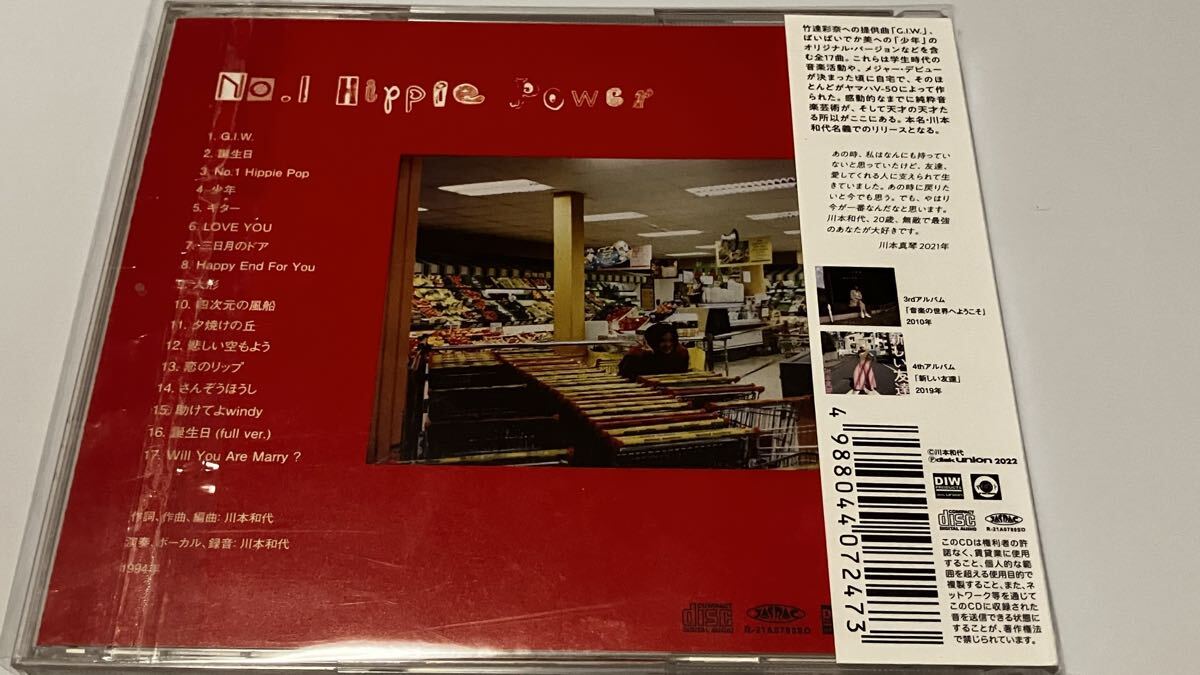 No.1 Hippie Power
1. G.I.W.
2. 誕生日
3. No.1 Hippie Pop
4. 少年
5. ギター
6. LOVE YOU
7. 三日月のドア
8. Happy End For You
9. 人形
10. 四次元の風船
11. 夕焼けの丘
12. 悲しい空もよう
13. 恋のリップ
14. さんぞうほうし
15. 助けてよwindy
16. 誕生日 (full ver.)
17. Will You Are Marry ?
作詞、作曲、編曲: 川本和代
演奏、ボーカル、録音: 川本和代
1994年
COMPACT
disc
DIGITAL AUDIO
JASRAC
R-21A0780SO
竹達彩奈への提供曲「G.I.W.」、
ぱいぱいでか美への「少年」の
オリジナル・バージョンなどを含
む全17曲。これらは学生時代の
音楽活動や、メジャー・デビュー
が決まった頃に自宅で、そのほ
とんどがヤマハV-50によって作
られた。感動的なまでに純粋音
楽芸術が、そして天才の天才た
る所以がここにある。本名・川本
和代名義でのリリースとなる。
あの時、私はなんにも持ってい
ないと思っていたけど、友達、
愛してくれる人に支えられて生
きていました。あの時に戻りた
いと今でも思う。でも、やはり
今が一番なんだなと思います。
川本和代、20歳、無敵で最強
のあなたが大好きです。
川本真琴 2021年
3rdアルバム
「音楽の世界へようこそ」
2010年
4thアルバム
「新しい友達」
2019年
4 988044 072473
©川本和代
℗disk union 2022
DIW
PRODUCTS
COMPACT
disc
DIGITAL AUDIO
JASRAC
R-21A0780SO
このCDは権利者の許
諾なく、賃貸業に使用
すること、個人的な範
囲を超える使用目的で
複製すること、また、ネ
ットワーク等を通じて
このCDに収録された
音を送信できる状態に
することが、著作権法
で禁じられています。